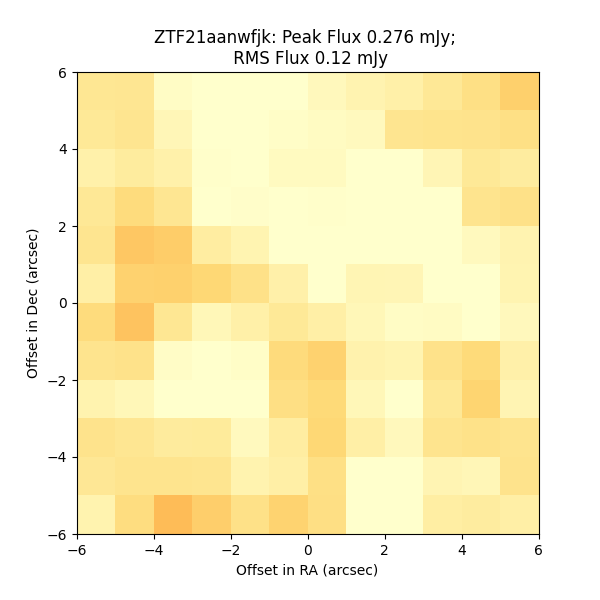 ZTF21aanwfjk: Peak Flux 0.276 mJy;
RMS Flux 0.12 mJy
6
4
2
0
−2
−4
−6
Offset in Dec (arcsec)
−6 −4 −2 0 2 4 6
Offset in RA (arcsec)